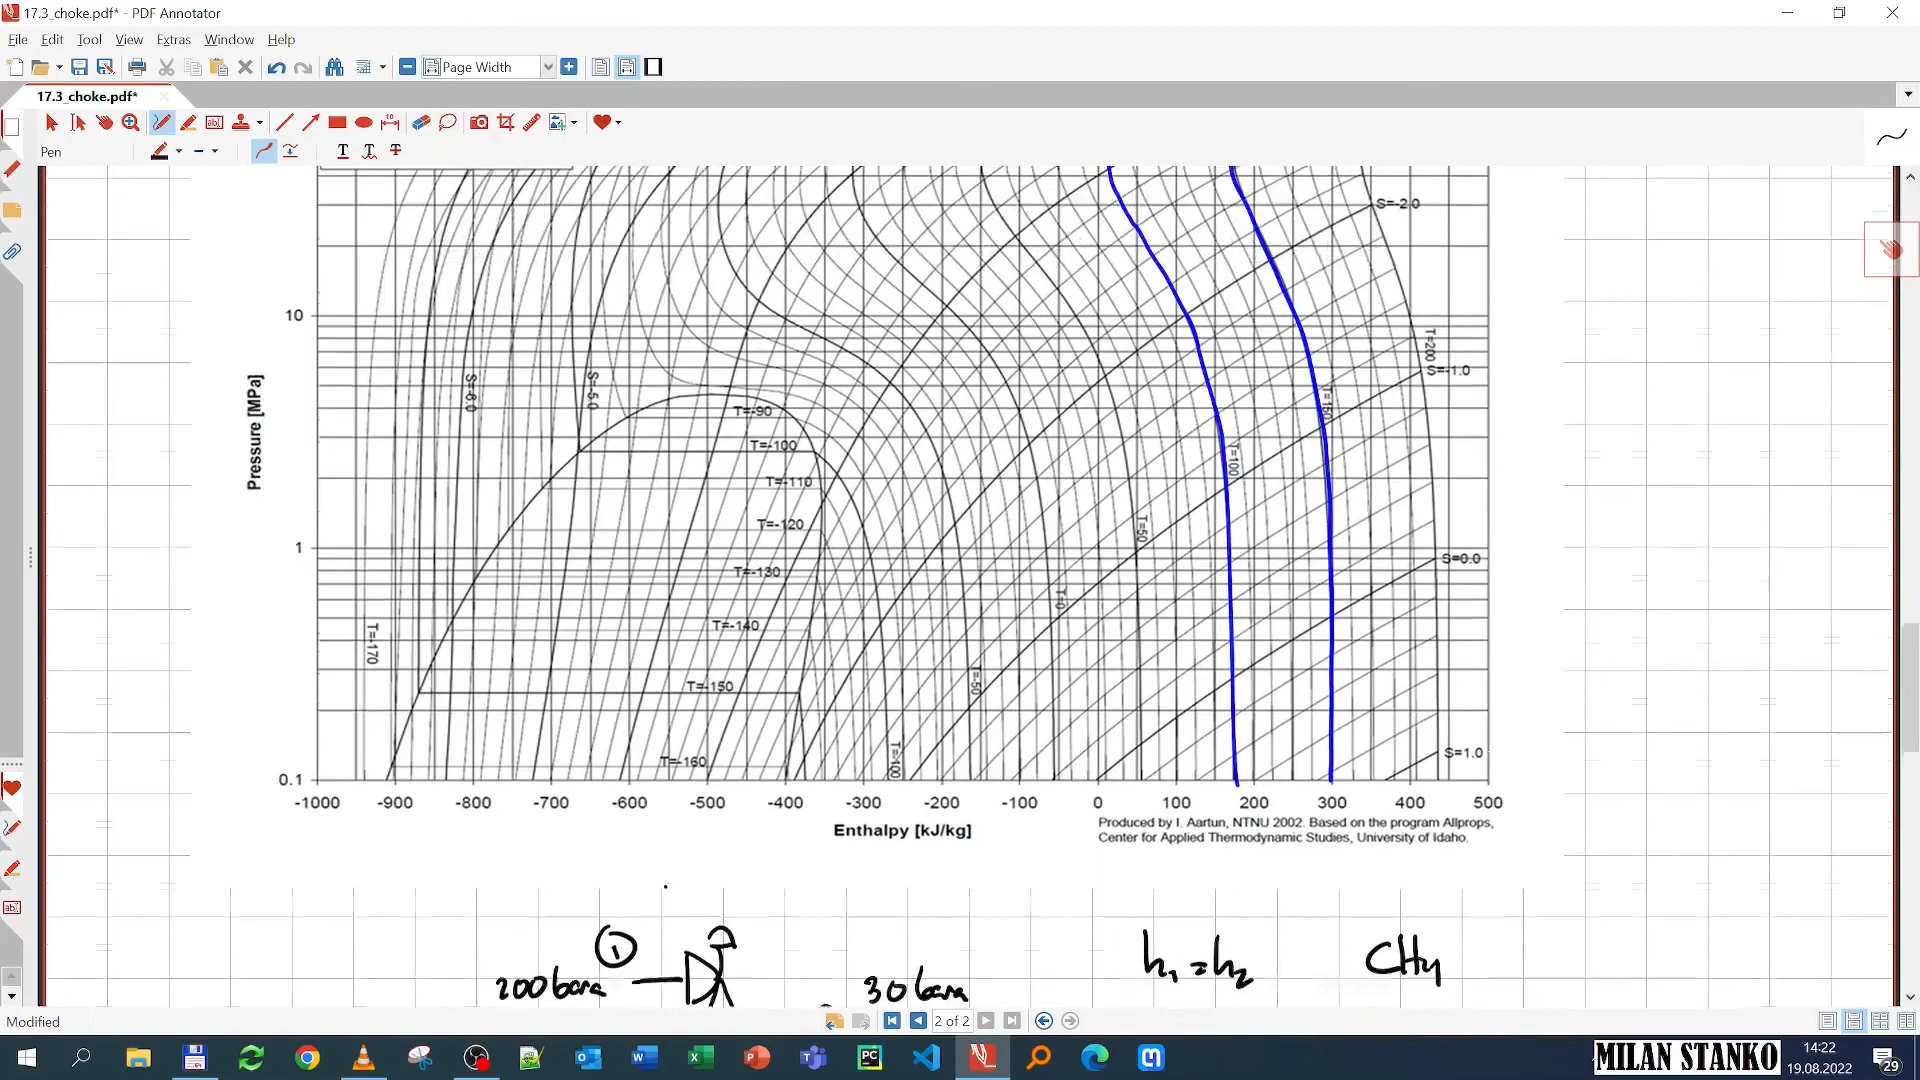 17.3_choke.pdf* - PDF Annotator
File Edit Tool View Extras Window Help
Page Width
17.3_choke.pdf*
Pen
Pressure [MPa]
10
1
0.1
S=-6.0
S=-5.0
T=-90
T=-100
T=-110
T=-120
T=-130
T=-140
T=-150
T=-160
T=-170
T=-100
T=-50
T=0
T=50
T=100
T=150
T=200
S=-2.0
S=-1.0
S=0.0
S=1.0
-1000 -900 -800 -700 -600 -500 -400 -300 -200 -100 0 100 200 300 400 500
Enthalpy [kJ/kg]
Produced by I. Aartun, NTNU 2002. Based on the program Allprops,
Center for Applied Thermodynamic Studies, University of Idaho.
1
200 bara
30 bara
h1 = h2
CH4
Modified
2 of 2
MILAN STANKO
14:22
19.08.2022
29